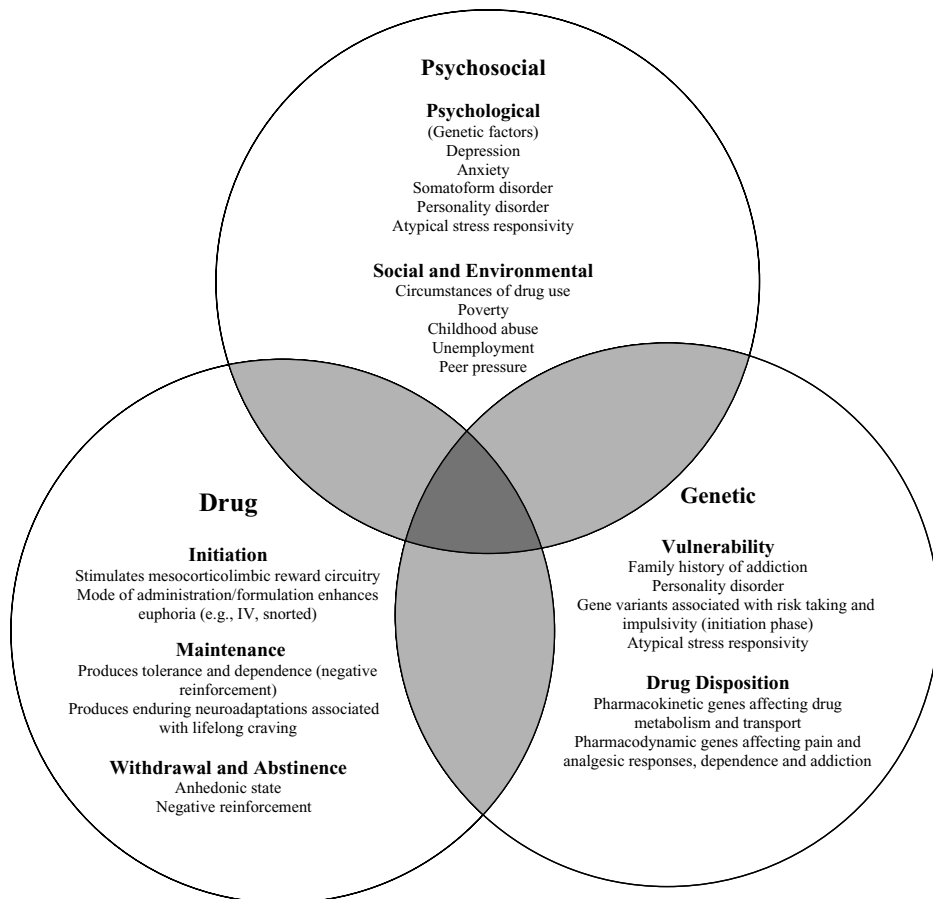 Psychosocial
Psychological
(Genetic factors)
Depression
Anxiety
Somatoform disorder
Personality disorder
Atypical stress responsivity
Social and Environmental
Circumstances of drug use
Poverty
Childhood abuse
Unemployment
Peer pressure
Drug
Initiation
Stimulates mesocorticolimbic reward circuitry
Mode of administration/formulation enhances
euphoria (e.g., IV, snorted)
Maintenance
Produces tolerance and dependence (negative
reinforcement)
Produces enduring neuroadaptations associated
with lifelong craving
Withdrawal and Abstinence
Anhedonic state
Negative reinforcement
Genetic
Vulnerability
Family history of addiction
Personality disorder
Gene variants associated with risk taking and
impulsivity (initiation phase)
Atypical stress responsivity
Drug Disposition
Pharmacokinetic genes affecting drug
metabolism and transport
Pharmacodynamic genes affecting pain and
analgesic responses, dependence and addiction